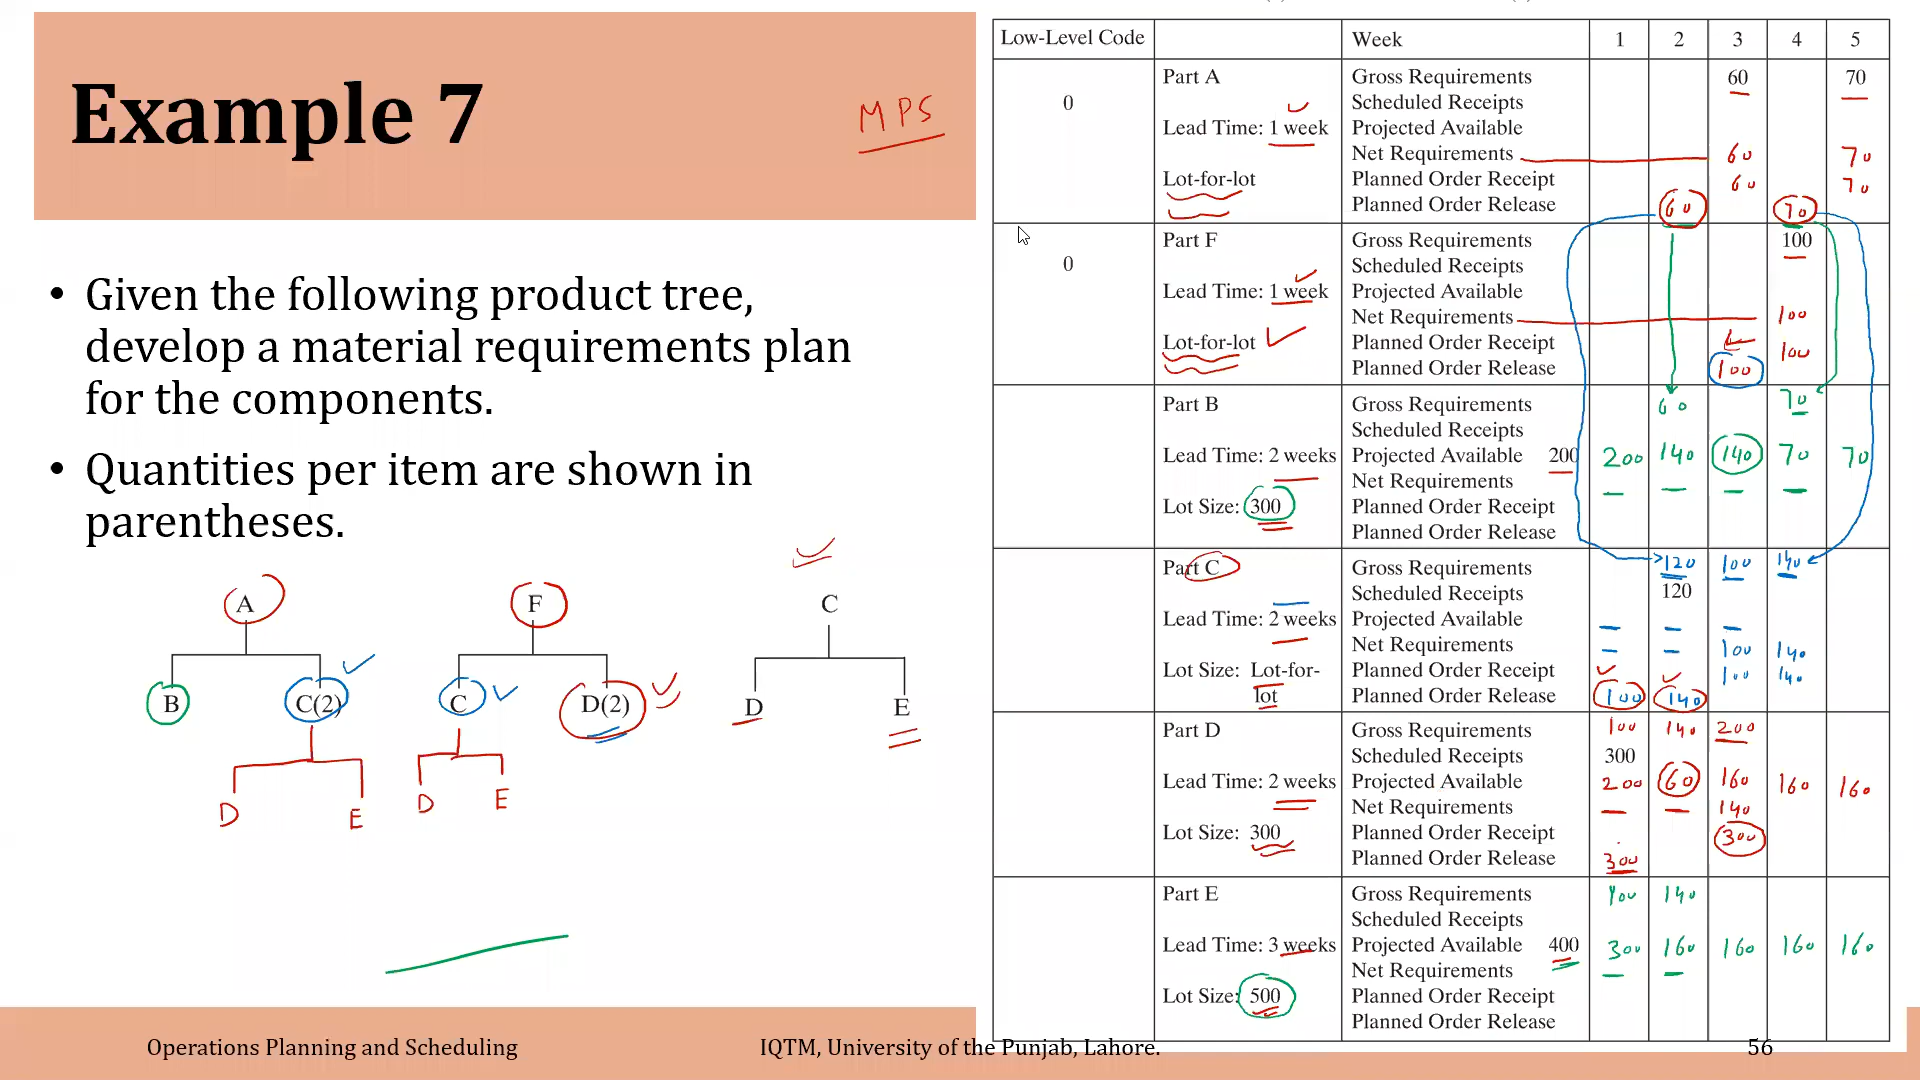 Example 7
MPS
• Given the following product tree,
develop a material requirements plan
for the components.
• Quantities per item are shown in
parentheses.
A F C
B C(2) C D(2) D E
D E D E
Low-Level Code Week 1 2 3 4 5
Part A Gross Requirements 60 70
0 Scheduled Receipts
Lead Time: 1 week Projected Available
Net Requirements 60 70
Lot-for-lot Planned Order Receipt 60 70
Planned Order Release 60 70
Part F Gross Requirements 100
0 Scheduled Receipts
Lead Time: 1 week Projected Available
Net Requirements 100
Lot-for-lot Planned Order Receipt 100
Planned Order Release 100
Part B Gross Requirements 60 70
Scheduled Receipts
Lead Time: 2 weeks Projected Available 200 200 140 140 70 70
Net Requirements
Lot Size: 300 Planned Order Receipt
Planned Order Release
Part C Gross Requirements 120 100 140
Scheduled Receipts 120
Lead Time: 2 weeks Projected Available
Net Requirements 100 140
Lot Size: Lot-for- Planned Order Receipt 100 140
lot Planned Order Release 100 140
Part D Gross Requirements 100 140 200
Scheduled Receipts 300
Lead Time: 2 weeks Projected Available 200 60 160 160 160
Net Requirements 140
Lot Size: 300 Planned Order Receipt 300
Planned Order Release 300
Part E Gross Requirements 100 140
Scheduled Receipts
Lead Time: 3 weeks Projected Available 400 300 160 160 160 160
Net Requirements
Lot Size: 500 Planned Order Receipt
Planned Order Release
Operations Planning and Scheduling IQTM, University of the Punjab, Lahore. 56